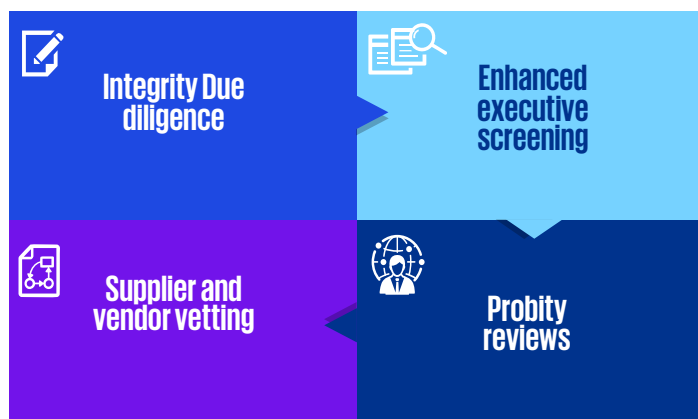 Integrity Due
diligence
Enhanced
executive
screening
Supplier and
vendor vetting
Probity
reviews